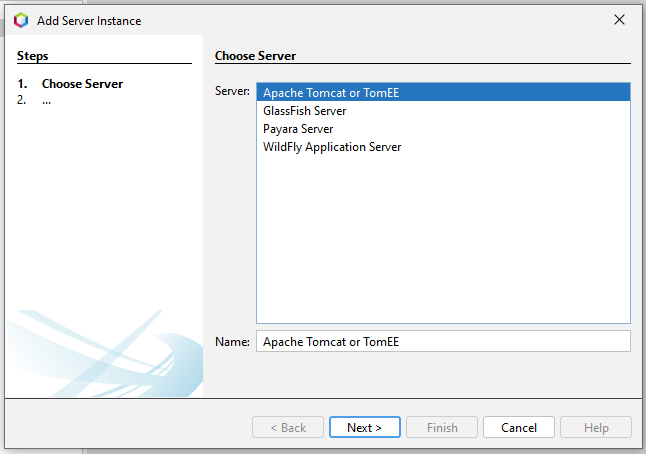 Add Server Instance
Steps
1. Choose Server
2. ...
Choose Server
Server:
Apache Tomcat or TomEE
GlassFish Server
Payara Server
WildFly Application Server
Name: Apache Tomcat or TomEE
< Back Next > Finish Cancel Help